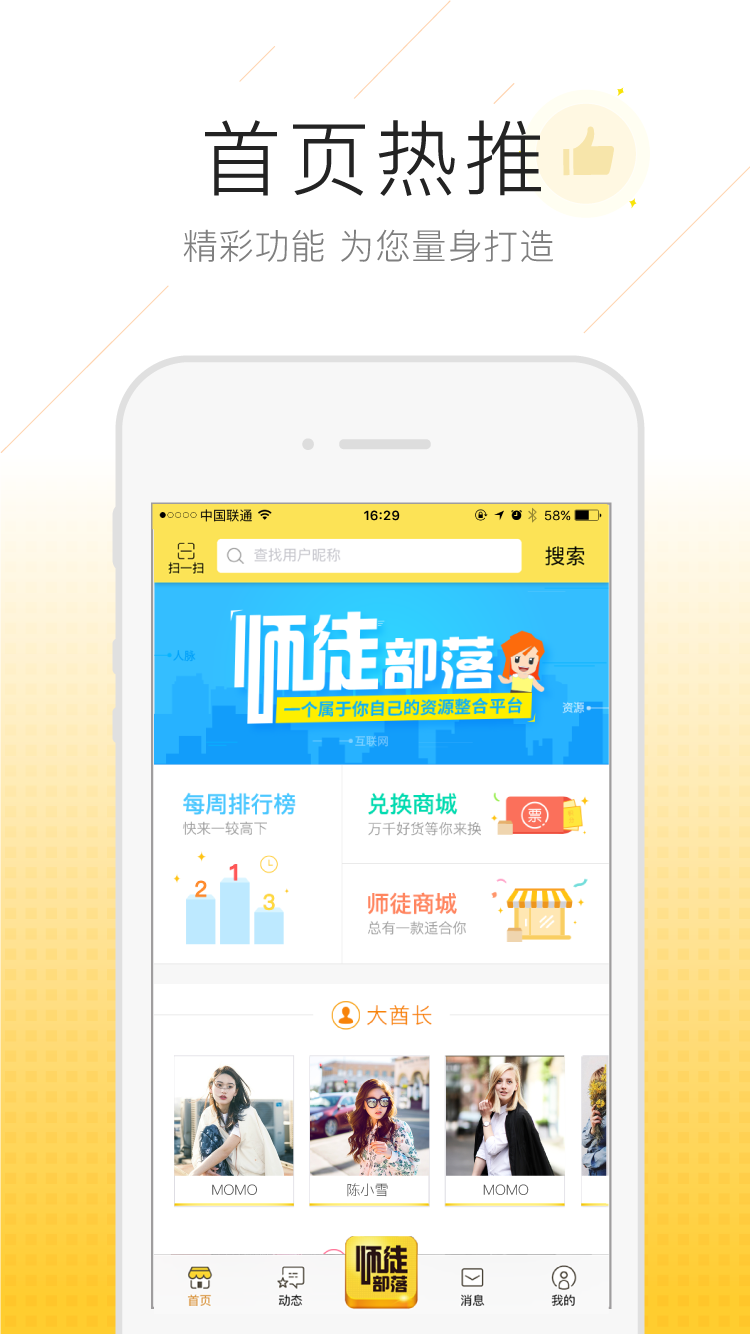 首页热推
精彩功能 为您量身打造
中国联通 16:29 58%
扫一扫 查找用户昵称 搜索
师徒部落
人脉
一个属于你自己的资源整合平台
资源
互联网
每周排行榜
快来一较高下
1
2
3
兑换商城
万千好货等你来换
票
师徒商城
总有一款适合你
大酋长
MOMO 陈小雪 MOMO
师徒
部落
首页 动态 消息 我的